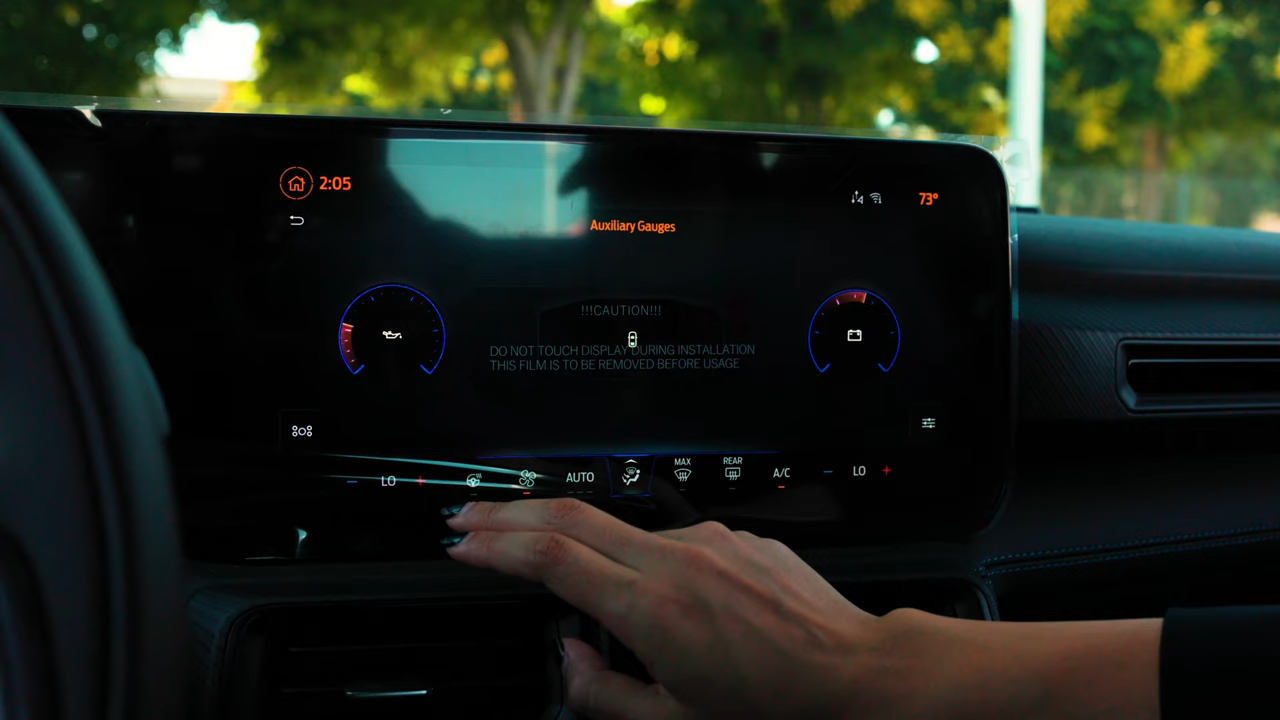 2:05
73°
Auxiliary Gauges
!!!CAUTION!!!
DO NOT TOUCH DISPLAY DURING INSTALLATION
THIS FILM IS TO BE REMOVED BEFORE USAGE
LO
AUTO
MAX
REAR
A/C
LO